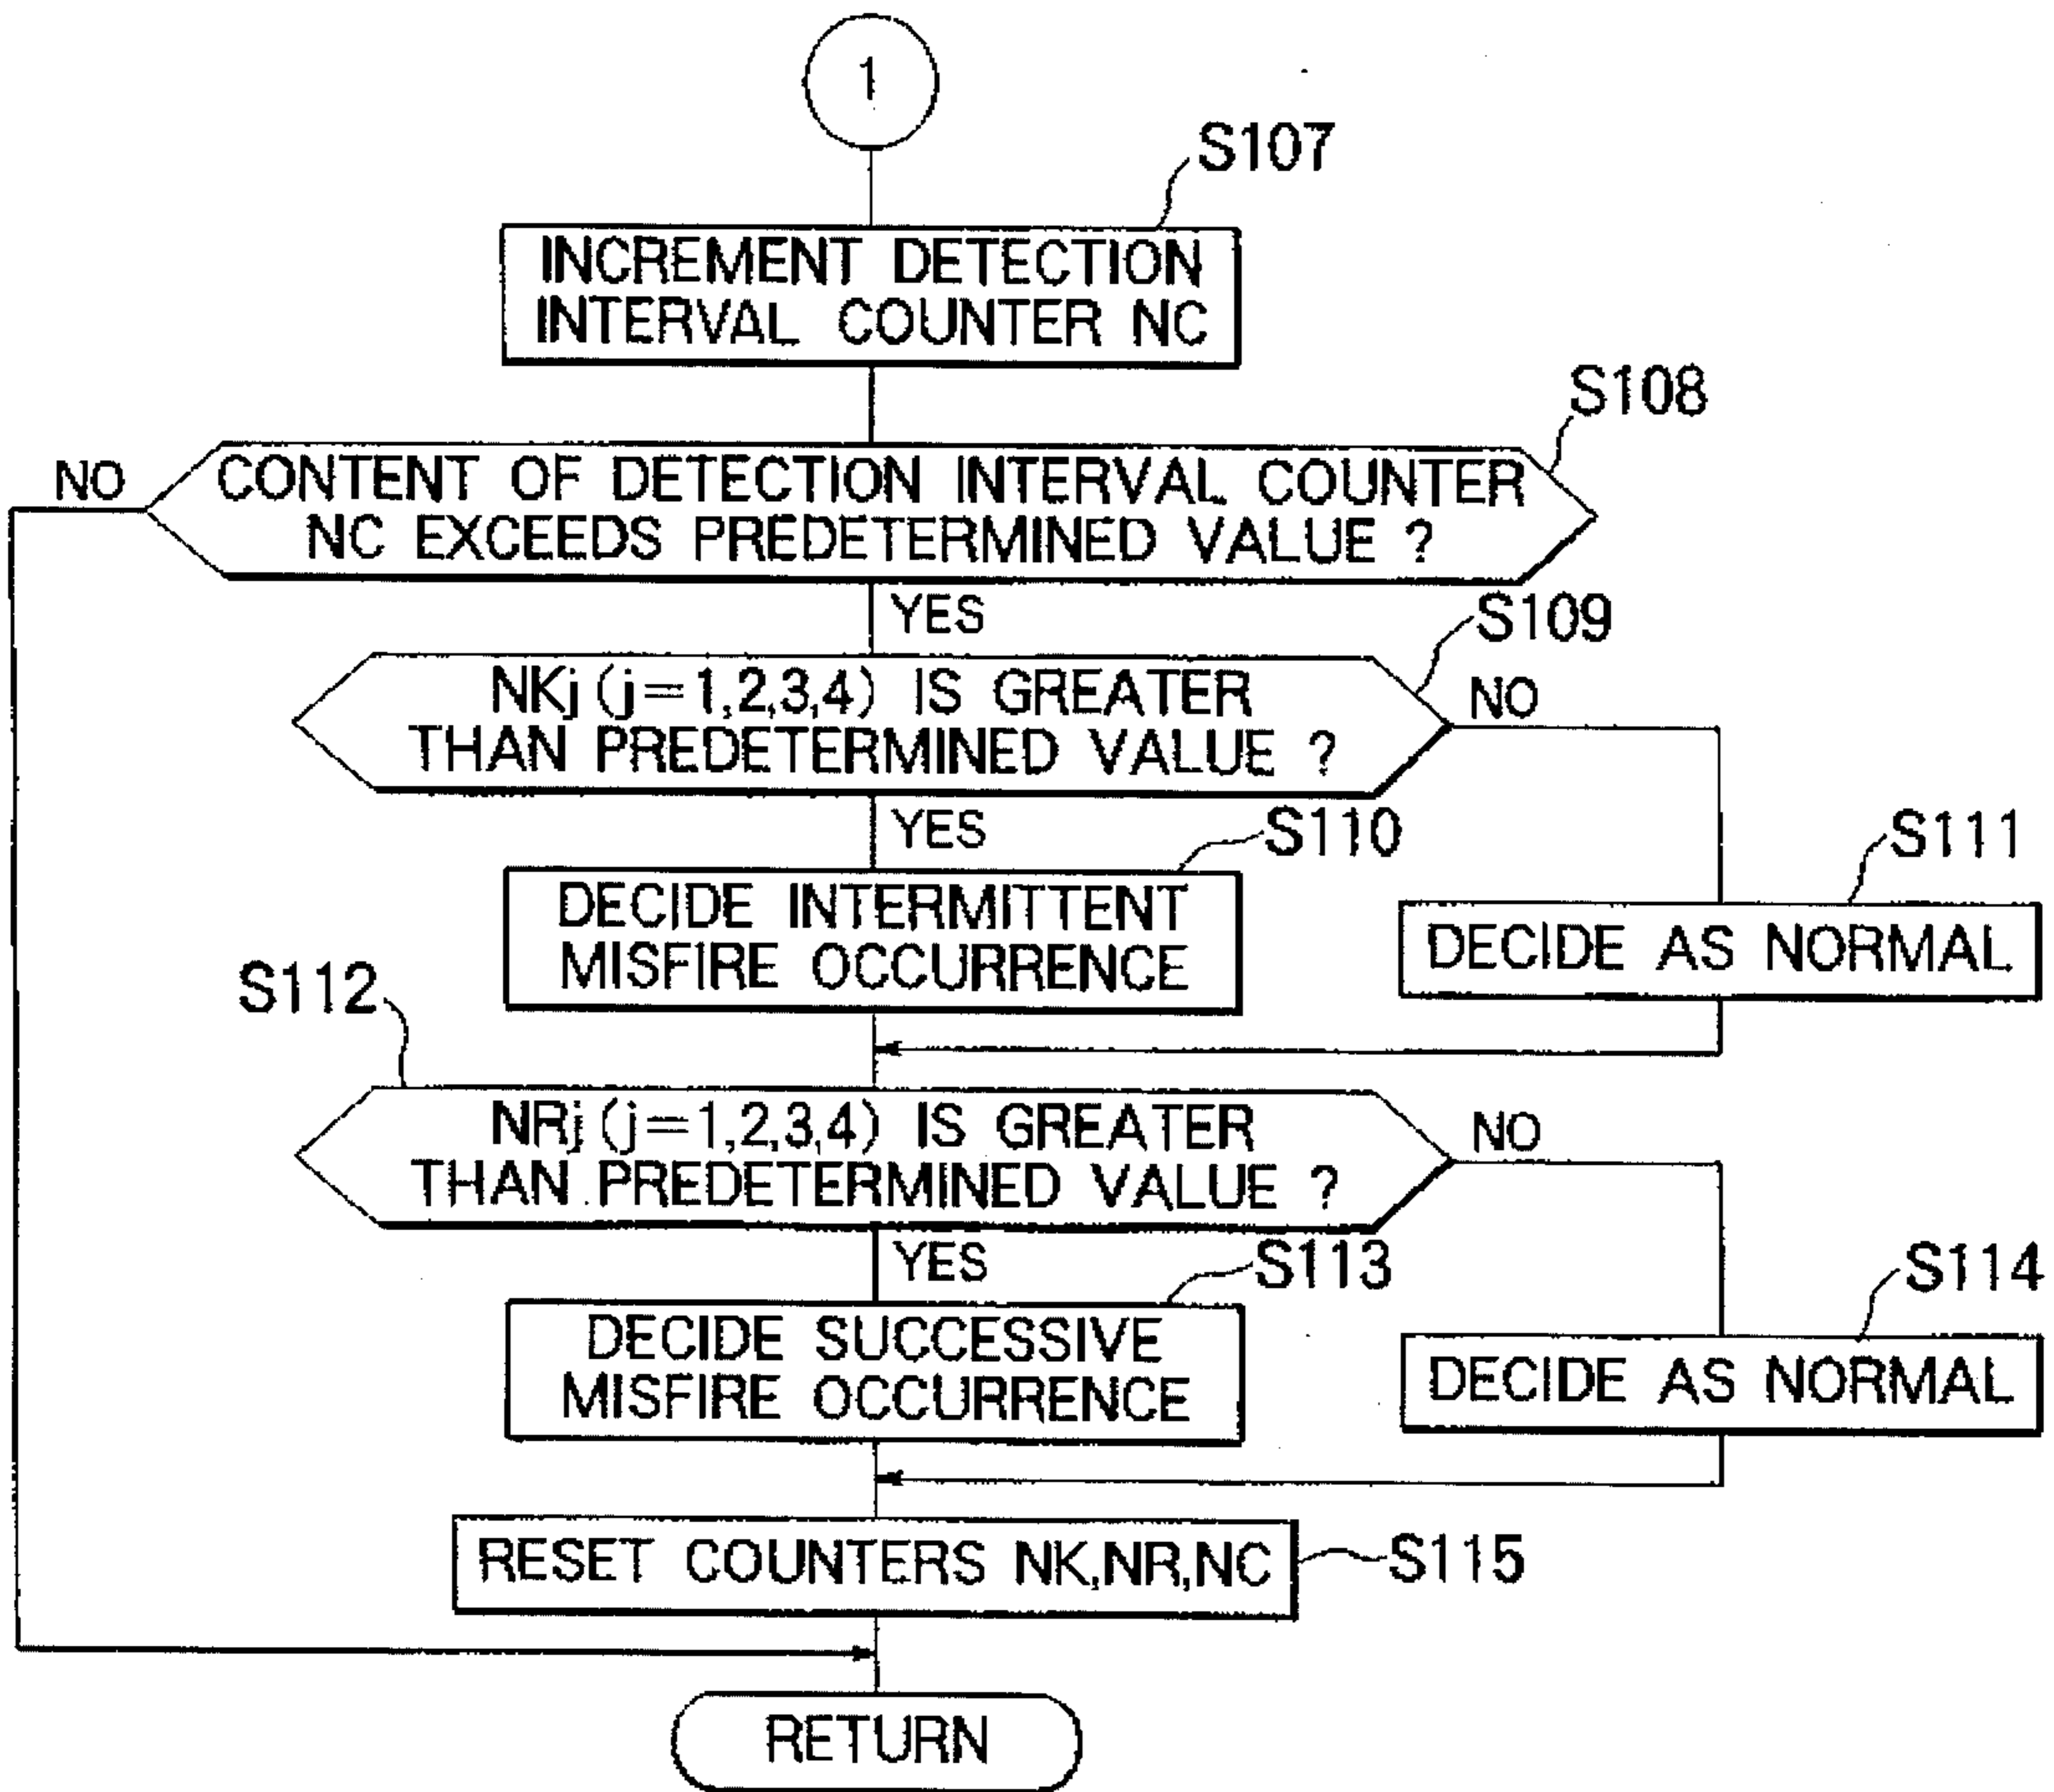 1
S107
INCREMENT DETECTION
INTERVAL COUNTER NC
S108
NO
CONTENT OF DETECTION INTERVAL COUNTER
NC EXCEEDS PREDETERMINED VALUE ?
YES
S109
NKj (j=1,2,3,4) IS GREATER
THAN PREDETERMINED VALUE ?
NO
YES
S110
DECIDE INTERMITTENT
MISFIRE OCCURRENCE
S111
DECIDE AS NORMAL
S112
NRj (j=1,2,3,4) IS GREATER
THAN PREDETERMINED VALUE ?
NO
YES
S113
DECIDE SUCCESSIVE
MISFIRE OCCURRENCE
S114
DECIDE AS NORMAL
RESET COUNTERS NK,NR,NC
S115
RETURN